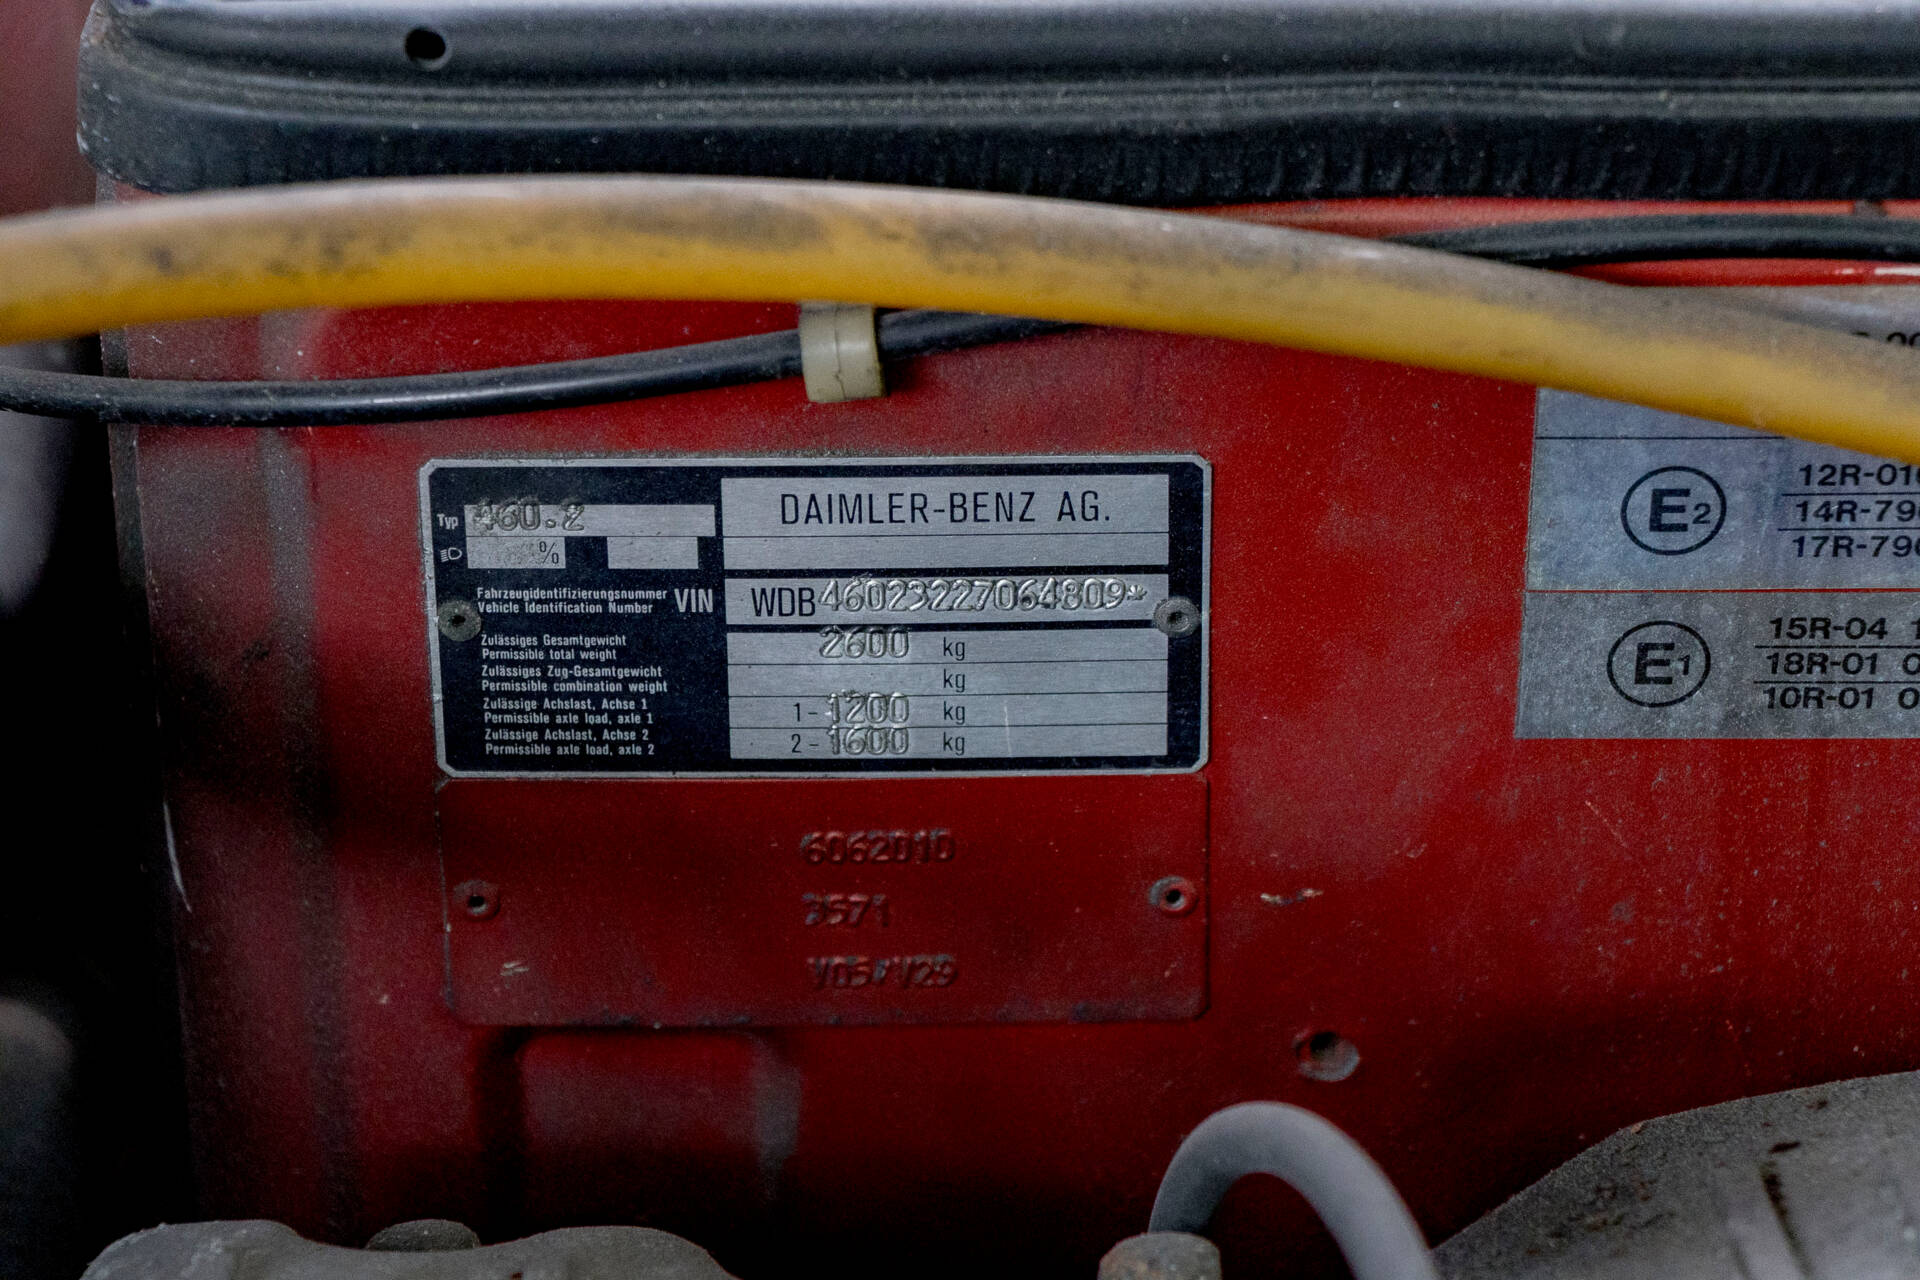 Typ 460.2
DAIMLER-BENZ AG.
%
Fahrzeugidentifizierungsnummer
Vehicle Identification Number
VIN
WDB46023227064809*
Zulässiges Gesamtgewicht
Permissible total weight
2600 kg
Zulässiges Zug-Gesamtgewicht
Permissible combination weight
kg
Zulässige Achslast, Achse 1
Permissible axle load, axle 1
1- 1200 kg
Zulässige Achslast, Achse 2
Permissible axle load, axle 2
2- 1600 kg
6062010
3571
E2
12R-01
14R-79
17R-79
E1
15R-04 1
18R-01 0
10R-01 0